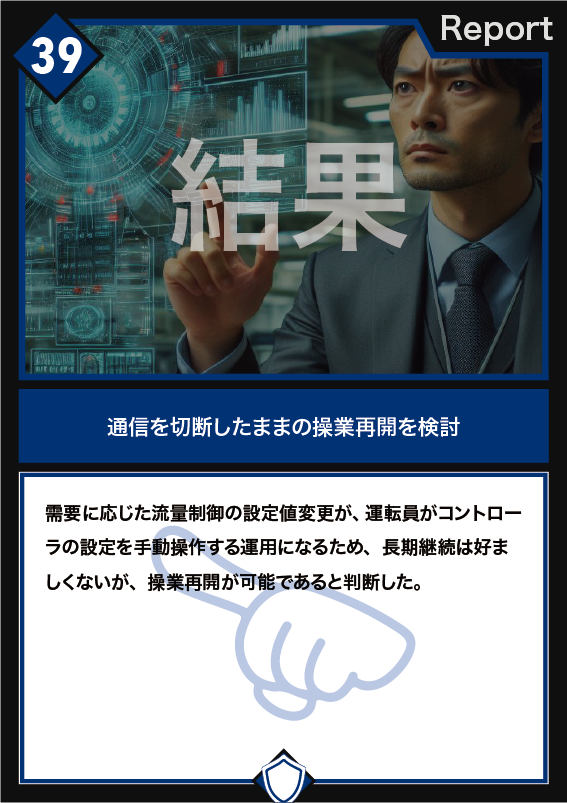 Report
39
結果
通信を切断したままの操業再開を検討
需要に応じた流量制御の設定値変更が、運転員がコントロー
ラの設定を手動操作する運用になるため、長期継続は好ま
しくないが、操業再開が可能であると判断した。